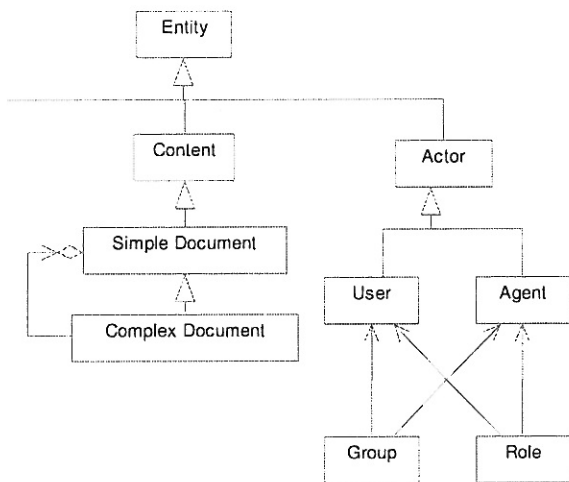 Entity
Content
Actor
Simple Document
User
Agent
Complex Document
Group
Role